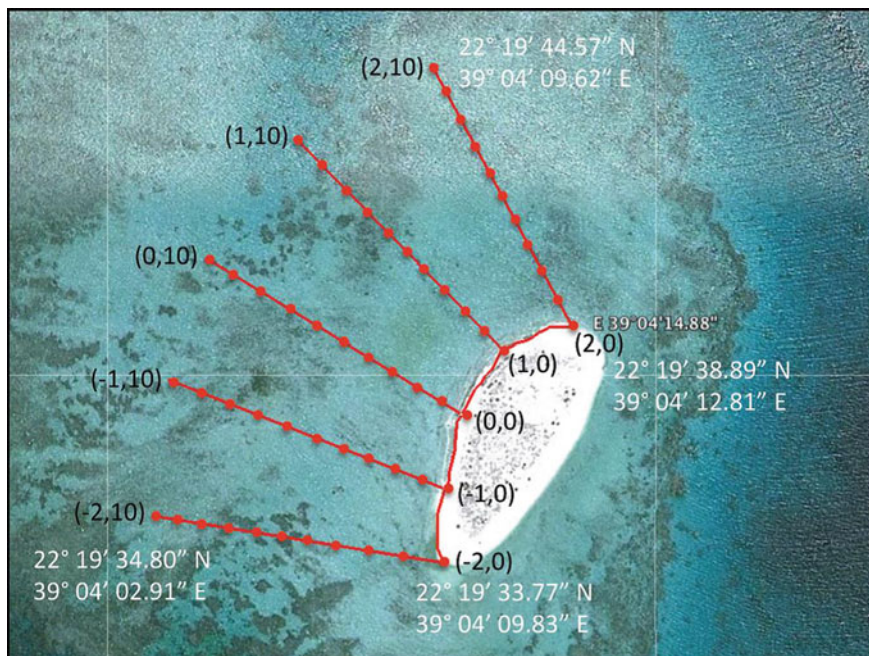 (2,10)
22° 19’ 44.57” N
39° 04’ 09.62” E
(1,10)
(0,10)
E 39-04'14.88"
(2,0)
(1,0)
22° 19’ 38.89” N
39° 04’ 12.81” E
(-1,10)
(0,0)
(-1,0)
(-2,10)
22° 19’ 34.80” N
39° 04’ 02.91” E
(-2,0)
22° 19’ 33.77” N
39° 04’ 09.83” E